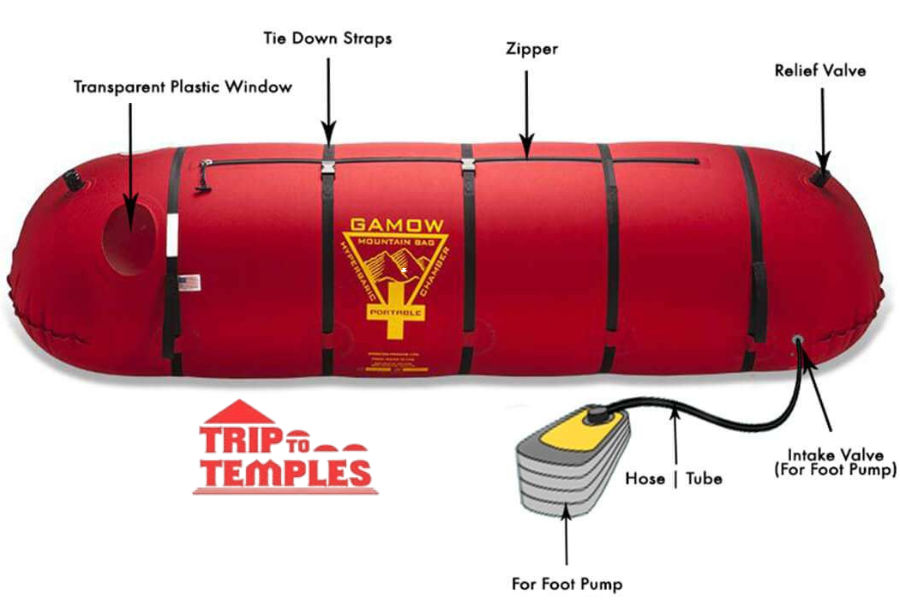 Tie Down Straps
Zipper
Relief Valve
Transparent Plastic Window
GAMOW
MOUNTAIN BAG
HYPERBARIC
CHAMBER
PORTABLE
TRIP TO
TEMPLES
Hose | Tube
Intake Valve
(For Foot Pump)
For Foot Pump